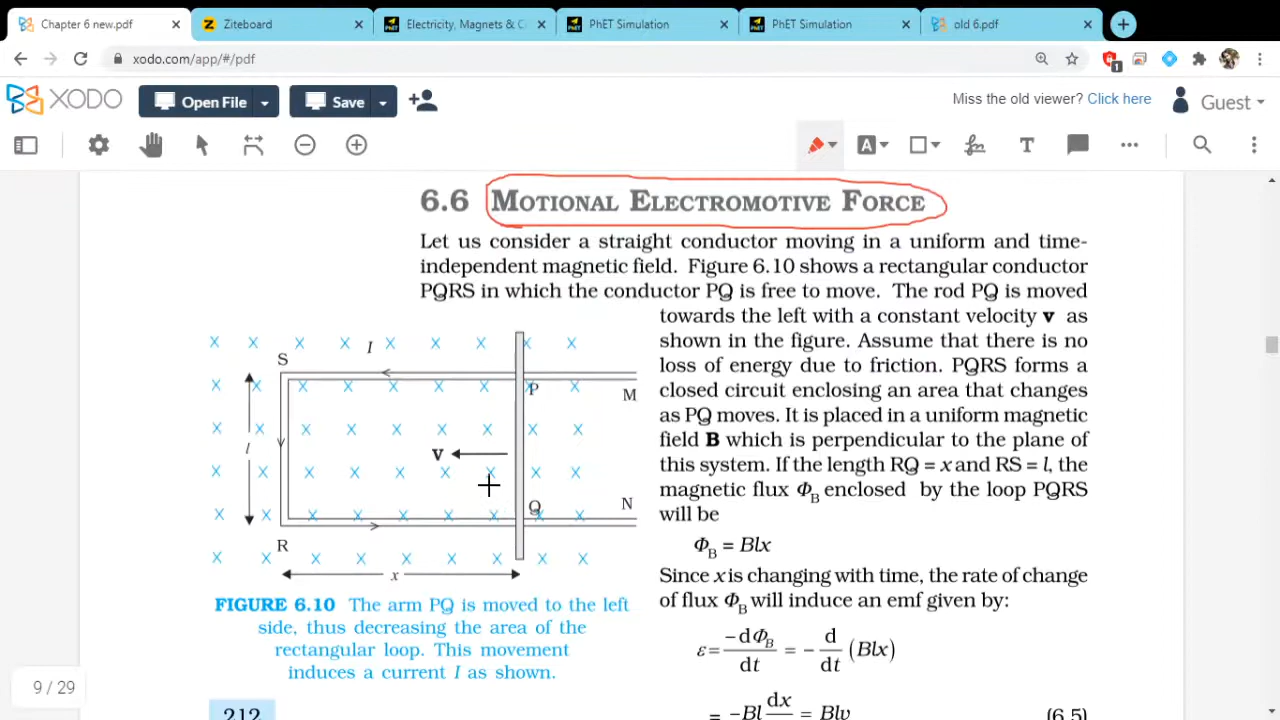 Chapter 6 new.pdf
Ziteboard
Electricity, Magnets & C
PhET Simulation
PhET Simulation
old 6.pdf
xodo.com/app/#/pdf
1
XODO
Open File
Save
Miss the old viewer? Click here
Guest
A
T
6.6 MOTIONAL ELECTROMOTIVE FORCE
Let us consider a straight conductor moving in a uniform and time-
independent magnetic field. Figure 6.10 shows a rectangular conductor
PQRS in which the conductor PQ is free to move. The rod PQ is moved
towards the left with a constant velocity v as
shown in the figure. Assume that there is no
loss of energy due to friction. PQRS forms a
closed circuit enclosing an area that changes
as PQ moves. It is placed in a uniform magnetic
field B which is perpendicular to the plane of
this system. If the length RQ = x and RS = l, the
magnetic flux Φ_B enclosed by the loop PQRS
will be
Φ_B = Blx
Since x is changing with time, the rate of change
of flux Φ_B will induce an emf given by:
ε = −dΦ_B/dt = − d/dt (Blx)
= −Bl dx/dt = Blv (6.5)
I
S
P
M
l
v
Q
N
R
x
FIGURE 6.10 The arm PQ is moved to the left
side, thus decreasing the area of the
rectangular loop. This movement
induces a current I as shown.
9 / 29
212